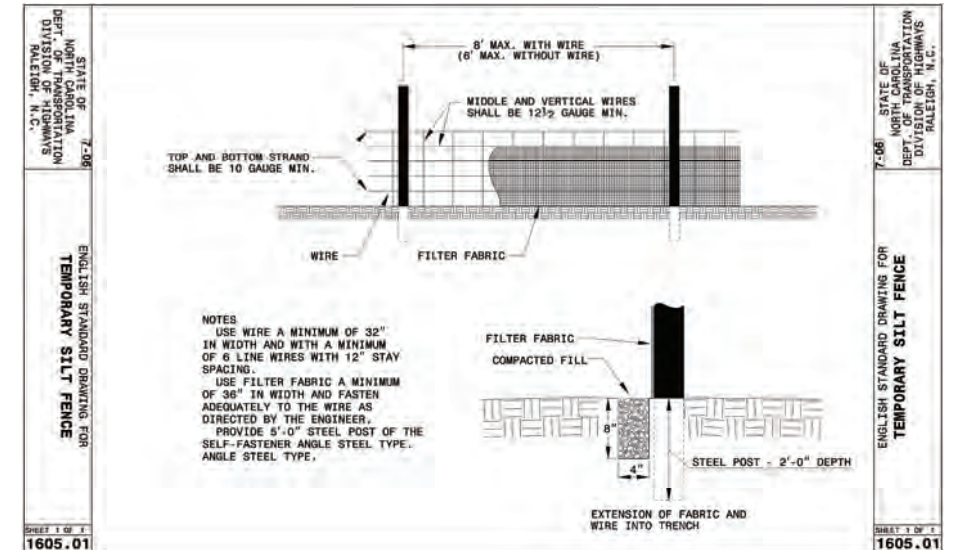 STATE OF
NORTH CAROLINA
DEPT. OF TRANSPORTATION
DIVISION OF HIGHWAYS
RALEIGH, N.C.
7-06
ENGLISH STANDARD DRAWING FOR
TEMPORARY SILT FENCE
SHEET 1 OF 1
1605.01
8' MAX. WITH WIRE
(6' MAX. WITHOUT WIRE)
MIDDLE AND VERTICAL WIRES
SHALL BE 12½ GAUGE MIN.
TOP AND BOTTOM STRAND
SHALL BE 10 GAUGE MIN.
WIRE
FILTER FABRIC
NOTES
USE WIRE A MINIMUM OF 32"
IN WIDTH AND WITH A MINIMUM
OF 6 LINE WIRES WITH 12" STAY
SPACING.
USE FILTER FABRIC A MINIMUM
OF 36" IN WIDTH AND FASTEN
ADEQUATELY TO THE WIRE AS
DIRECTED BY THE ENGINEER.
PROVIDE 5'-0" STEEL POST OF THE
SELF-FASTENER ANGLE STEEL TYPE.
ANGLE STEEL TYPE.
FILTER FABRIC
COMPACTED FILL
8"
4"
STEEL POST - 2'-0" DEPTH
EXTENSION OF FABRIC AND
WIRE INTO TRENCH
7-06
STATE OF
NORTH CAROLINA
DEPT. OF TRANSPORTATION
DIVISION OF HIGHWAYS
RALEIGH, N.C.
ENGLISH STANDARD DRAWING FOR
TEMPORARY SILT FENCE
SHEET 1 OF 1
1605.01